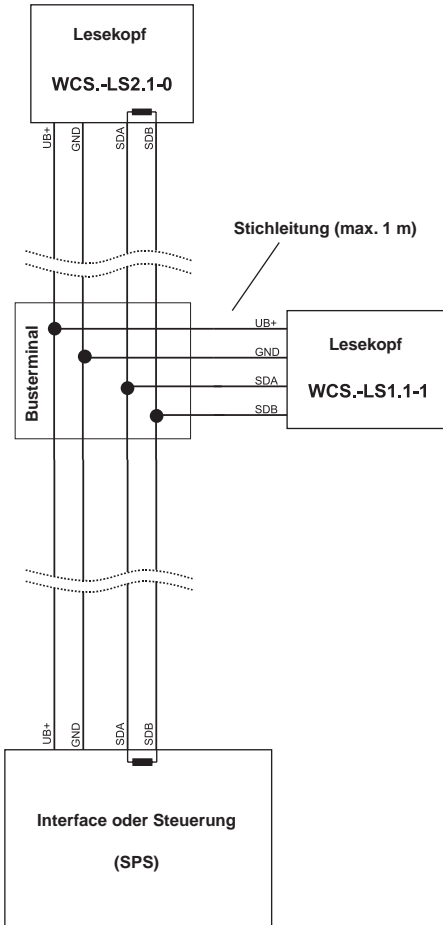 Lesekopf
WCS.-LS2.1-0
UB+
GND
SDA
SDB
Stichleitung (max. 1 m)
Busterminal
UB+
GND
SDA
SDB
Lesekopf
WCS.-LS1.1-1
UB+
GND
SDA
SDB
Interface oder Steuerung
(SPS)